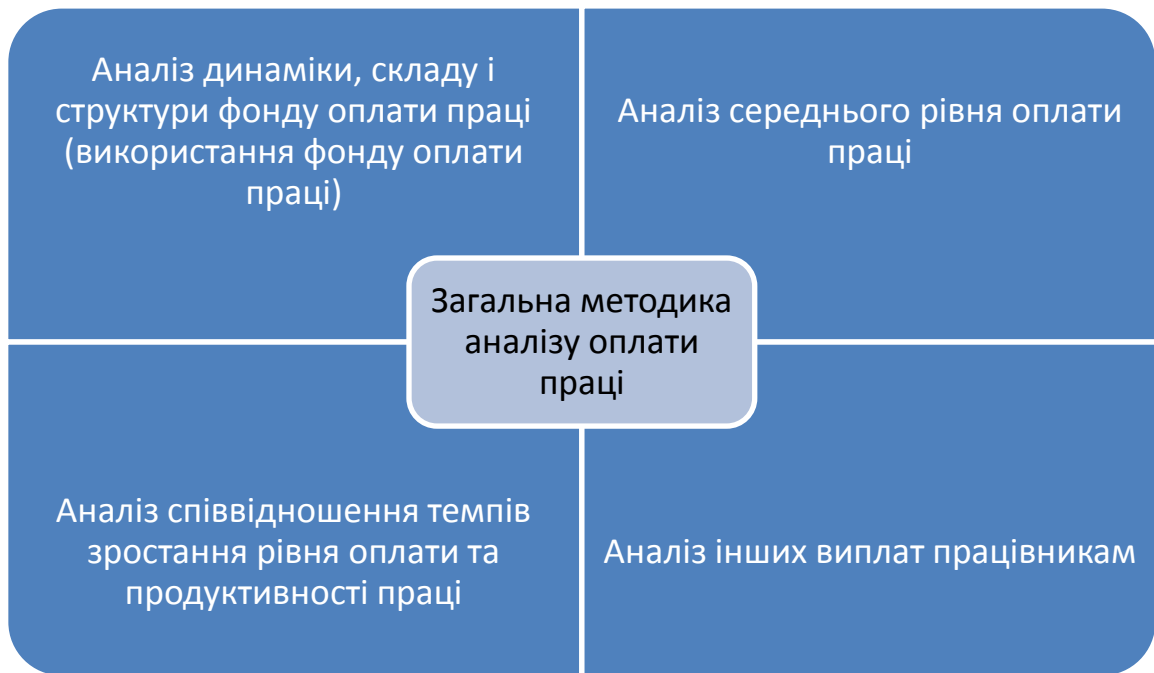 Аналіз динаміки, складу і
структури фонду оплати праці
(використання фонду оплати
праці)
Аналіз середнього рівня оплати
праці
Загальна методика
аналізу оплати
праці
Аналіз співвідношення темпів
зростання рівня оплати та
продуктивності праці
Аналіз інших виплат працівникам